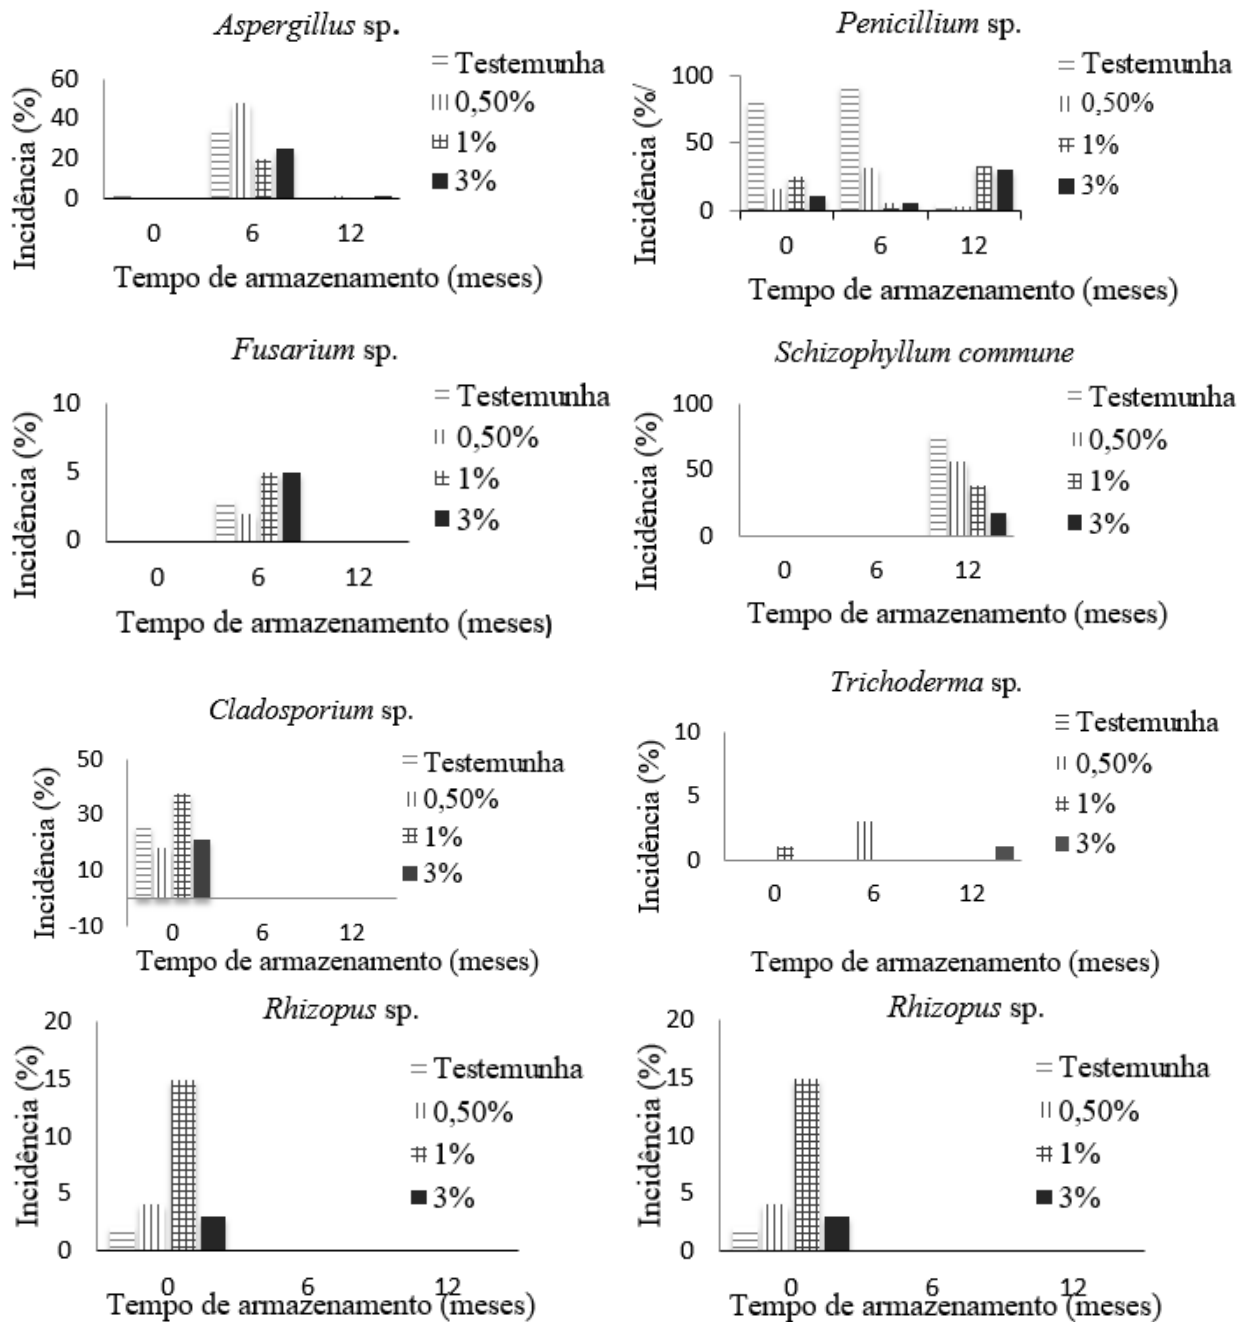 Aspergillus sp.
Incidência (%)
60
40
20
0
0 6 12
Tempo de armazenamento (meses)
Testemunha
0,50%
1%
3%
Penicillium sp.
Incidência (%/
100
50
0
0 6 12
Tempo de armazenamento (meses)
Testemunha
0,50%
1%
3%
Fusarium sp.
Incidência (%)
10
5
0
0 6 12
Tempo de armazenamento (meses)
Testemunha
0,50%
1%
3%
Schizophyllum commune
Incidência (%)
100
50
0
0 6 12
Tempo de armazenamento (meses)
Testemunha
0,50%
1%
3%
Cladosporium sp.
Incidência (%)
50
30
10
-10
0 6 12
Tempo de armazenamento (meses)
Testemunha
0,50%
1%
3%
Trichoderma sp.
Incidência (%)
10
5
0
0 6 12
Tempo de armazenamento (meses)
Testemunha
0,50%
1%
3%
Rhizopus sp.
Incidência (%)
20
15
10
5
0
0 6 12
Tempo de armazenamento (meses)
Testemunha
0,50%
1%
3%
Rhizopus sp.
Incidência (%)
20
15
10
5
0
0 6 12
Tempo de armazenamento (meses)
Testemunha
0,50%
1%
3%